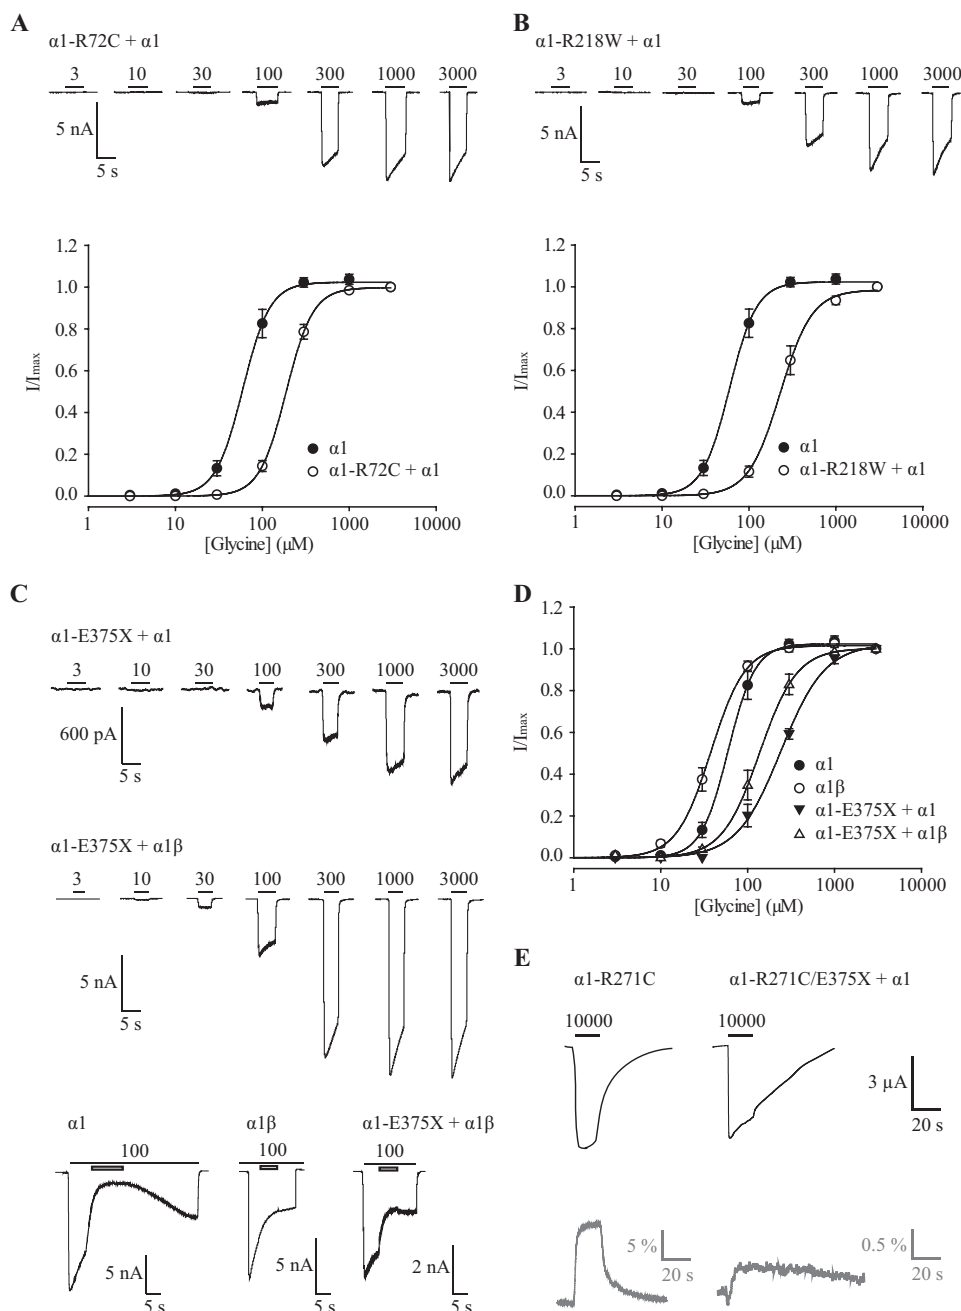 A
α1-R72C + α1
3 10 30 100 300 1000 3000
5 nA
5 s
1.2
1.0
0.8
0.6
0.4
0.2
0.0
I/Imax
α1
α1-R72C + α1
1 10 100 1000 10000
[Glycine] (μM)
B
α1-R218W + α1
3 10 30 100 300 1000 3000
5 nA
5 s
1.2
1.0
0.8
0.6
0.4
0.2
0.0
I/Imax
α1
α1-R218W + α1
1 10 100 1000 10000
[Glycine] (μM)
C
α1-E375X + α1
3 10 30 100 300 1000 3000
600 pA
5 s
α1-E375X + α1β
3 10 30 100 300 1000 3000
5 nA
5 s
α1
100
5 nA
5 s
α1β
100
5 nA
5 s
α1-E375X + α1β
100
2 nA
5 s
D
1.2
1.0
0.8
0.6
0.4
0.2
0.0
I/Imax
α1
α1β
α1-E375X + α1
α1-E375X + α1β
1 10 100 1000 10000
[Glycine] (μM)
E
α1-R271C
10000
α1-R271C/E375X + α1
10000
3 μA
20 s
5 %
20 s
0.5 %
20 s